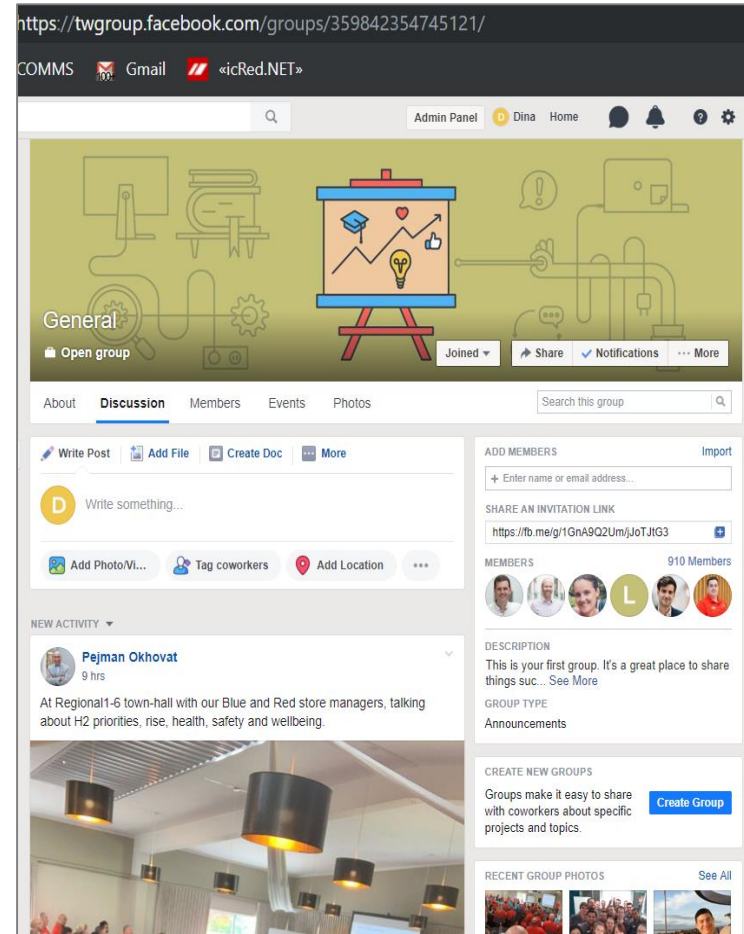 https://twgroup.facebook.com/groups/359842354745121/
COMMS 100+ Gmail «icRed.NET»
Admin Panel D Dina Home
General
Open group
Joined Share Notifications More
About Discussion Members Events Photos Search this group
Write Post Add File Create Doc More
D Write something...
Add Photo/Vi... Tag coworkers Add Location
NEW ACTIVITY
Pejman Okhovat
9 hrs
At Regional1-6 town-hall with our Blue and Red store managers, talking
about H2 priorities, rise, health, safety and wellbeing.
ADD MEMBERS Import
+ Enter name or email address...
SHARE AN INVITATION LINK
https://fb.me/g/1GnA9Q2Um/jJoTJtG3
MEMBERS 910 Members
L
DESCRIPTION
This is your first group. It's a great place to share
things suc... See More
GROUP TYPE
Announcements
CREATE NEW GROUPS
Groups make it easy to share
with coworkers about specific
projects and topics.
Create Group
RECENT GROUP PHOTOS See All